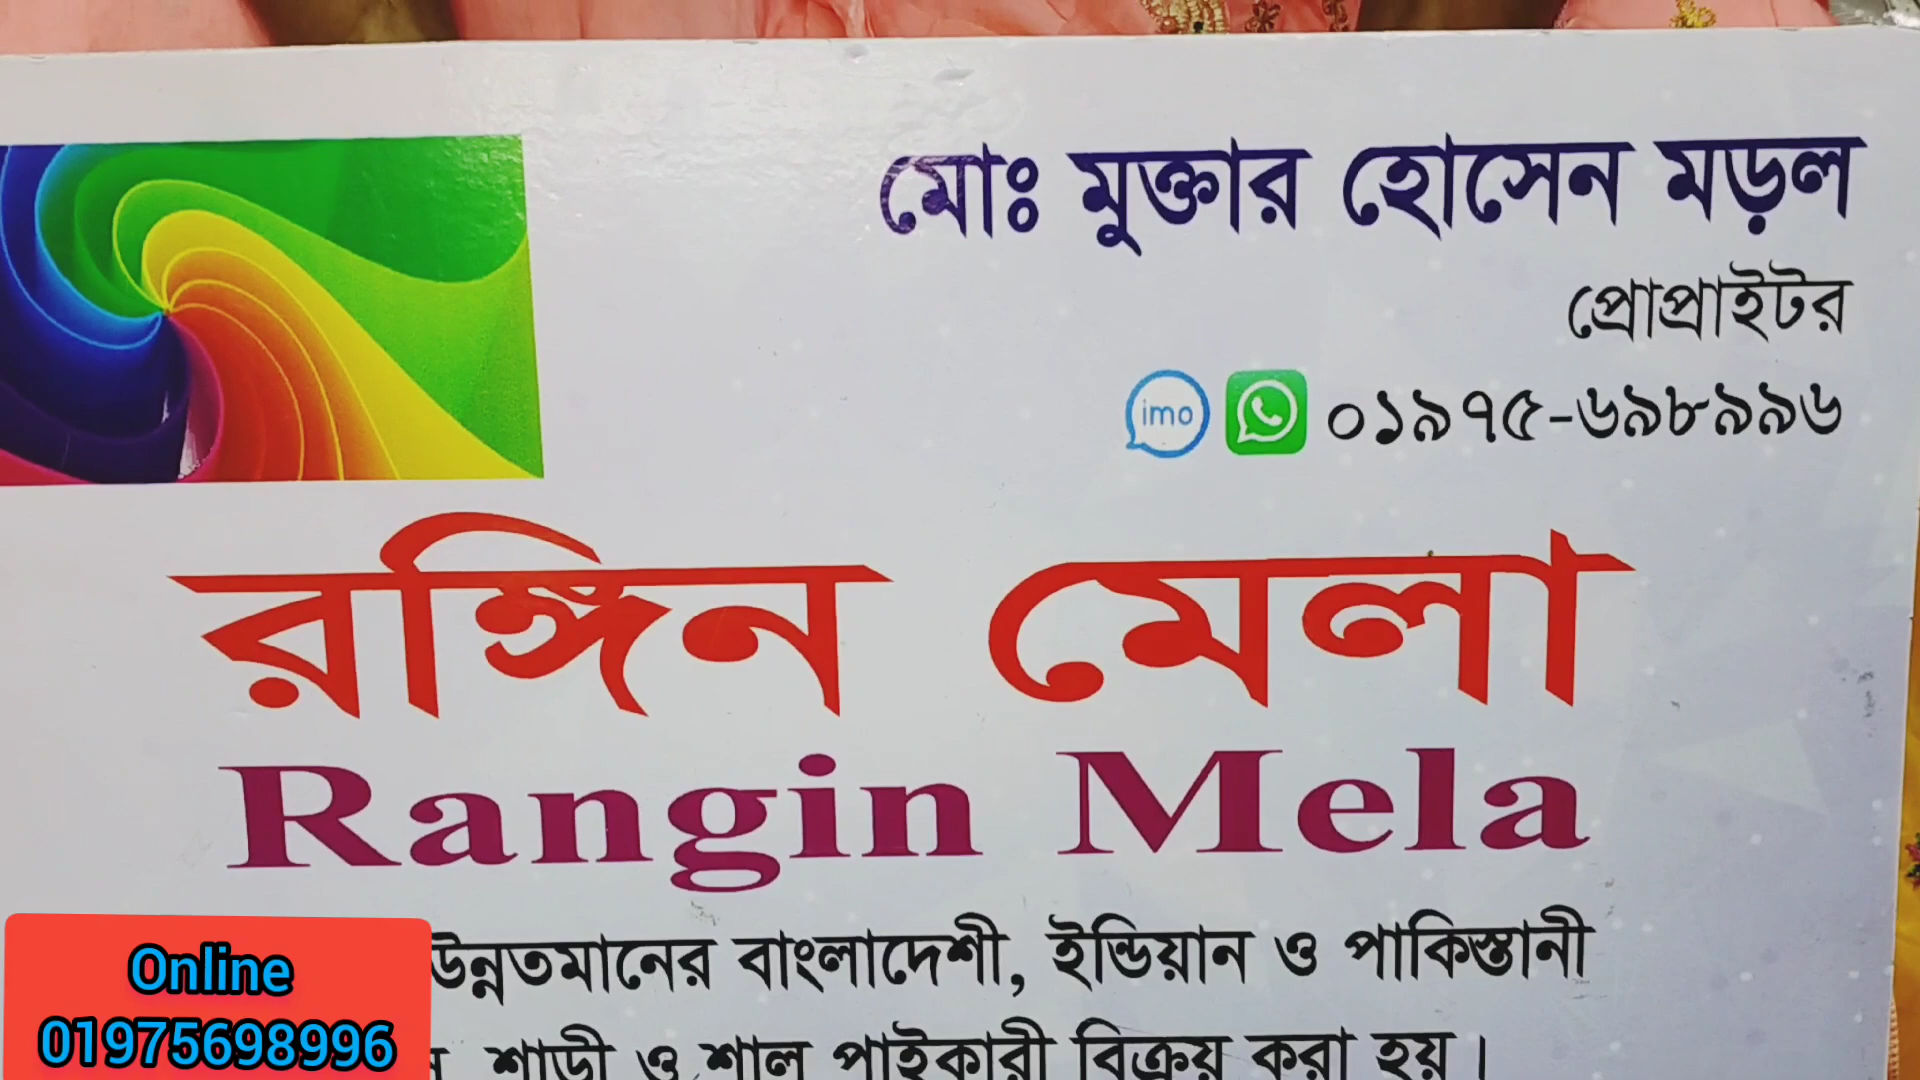 মোঃ মুক্তার হোসেন মড়ল
প্রোপ্রাইটর
imo ০১৯৭৫-৬৯৮৯৯৬
রঙ্গিন মেলা
Rangin Mela
উন্নতমানের বাংলাদেশী, ইন্ডিয়ান ও পাকিস্তানী
শাড়ী ও শাল পাইকারী বিক্রয় করা হয়।
Online
01975698996